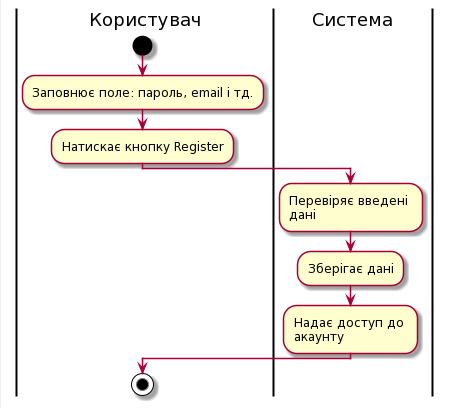 Користувач
Система
Заповнює поле: пароль, email і тд.
Натискає кнопку Register
Перевіряє введені
дані
Зберігає дані
Надає доступ до
акаунту